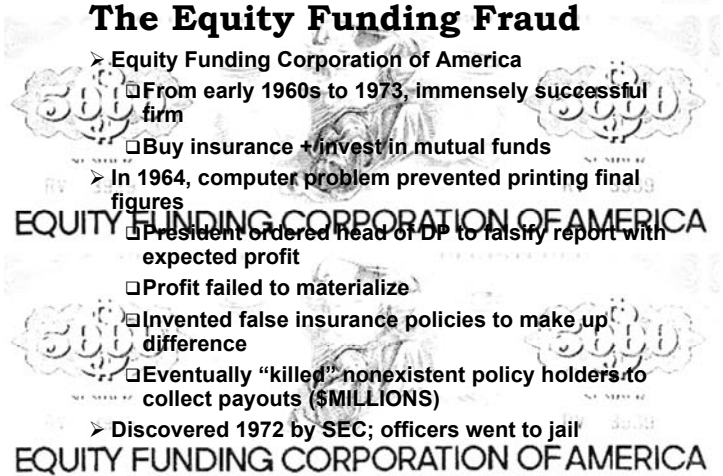 The Equity Funding Fraud
➢ Equity Funding Corporation of America
❑From early 1960s to 1973, immensely successful
firm
❑Buy insurance + invest in mutual funds
➢ In 1964, computer problem prevented printing final
figures
EQUITY FUNDING CORPORATION OF AMERICA
❑President ordered head of DP to falsify report with
expected profit
❑Profit failed to materialize
❑Invented false insurance policies to make up
difference
❑Eventually “killed” nonexistent policy holders to
collect payouts ($MILLIONS)
➢ Discovered 1972 by SEC; officers went to jail
EQUITY FUNDING CORPORATION OF AMERICA